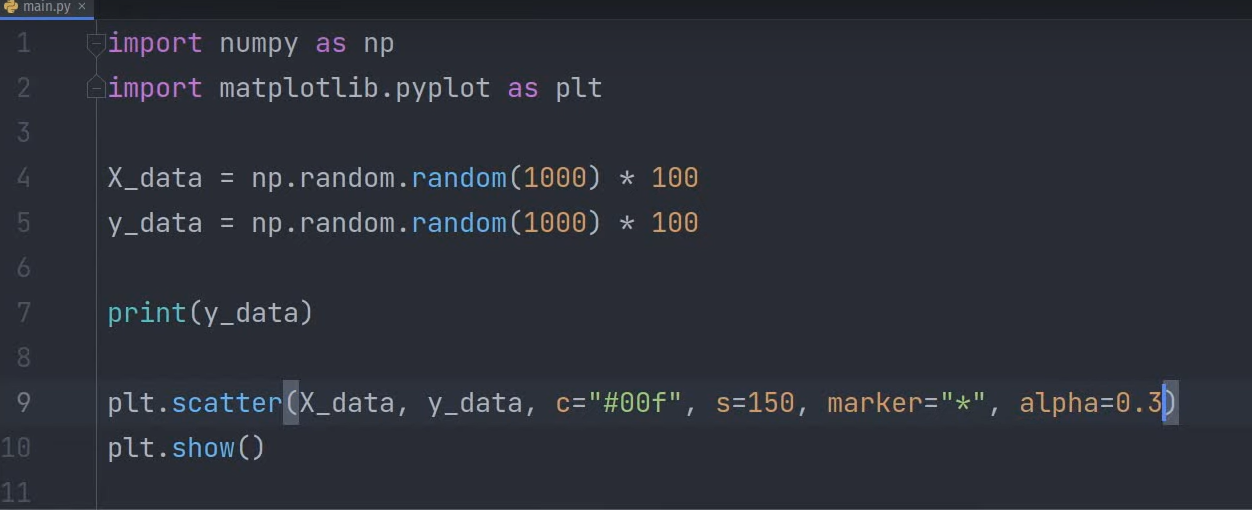 main.py ×
1 import numpy as np
2 import matplotlib.pyplot as plt
3
4 X_data = np.random.random(1000) * 100
5 y_data = np.random.random(1000) * 100
6
7 print(y_data)
8
9 plt.scatter(X_data, y_data, c="#00f", s=150, marker="*", alpha=0.3)
10 plt.show()
11